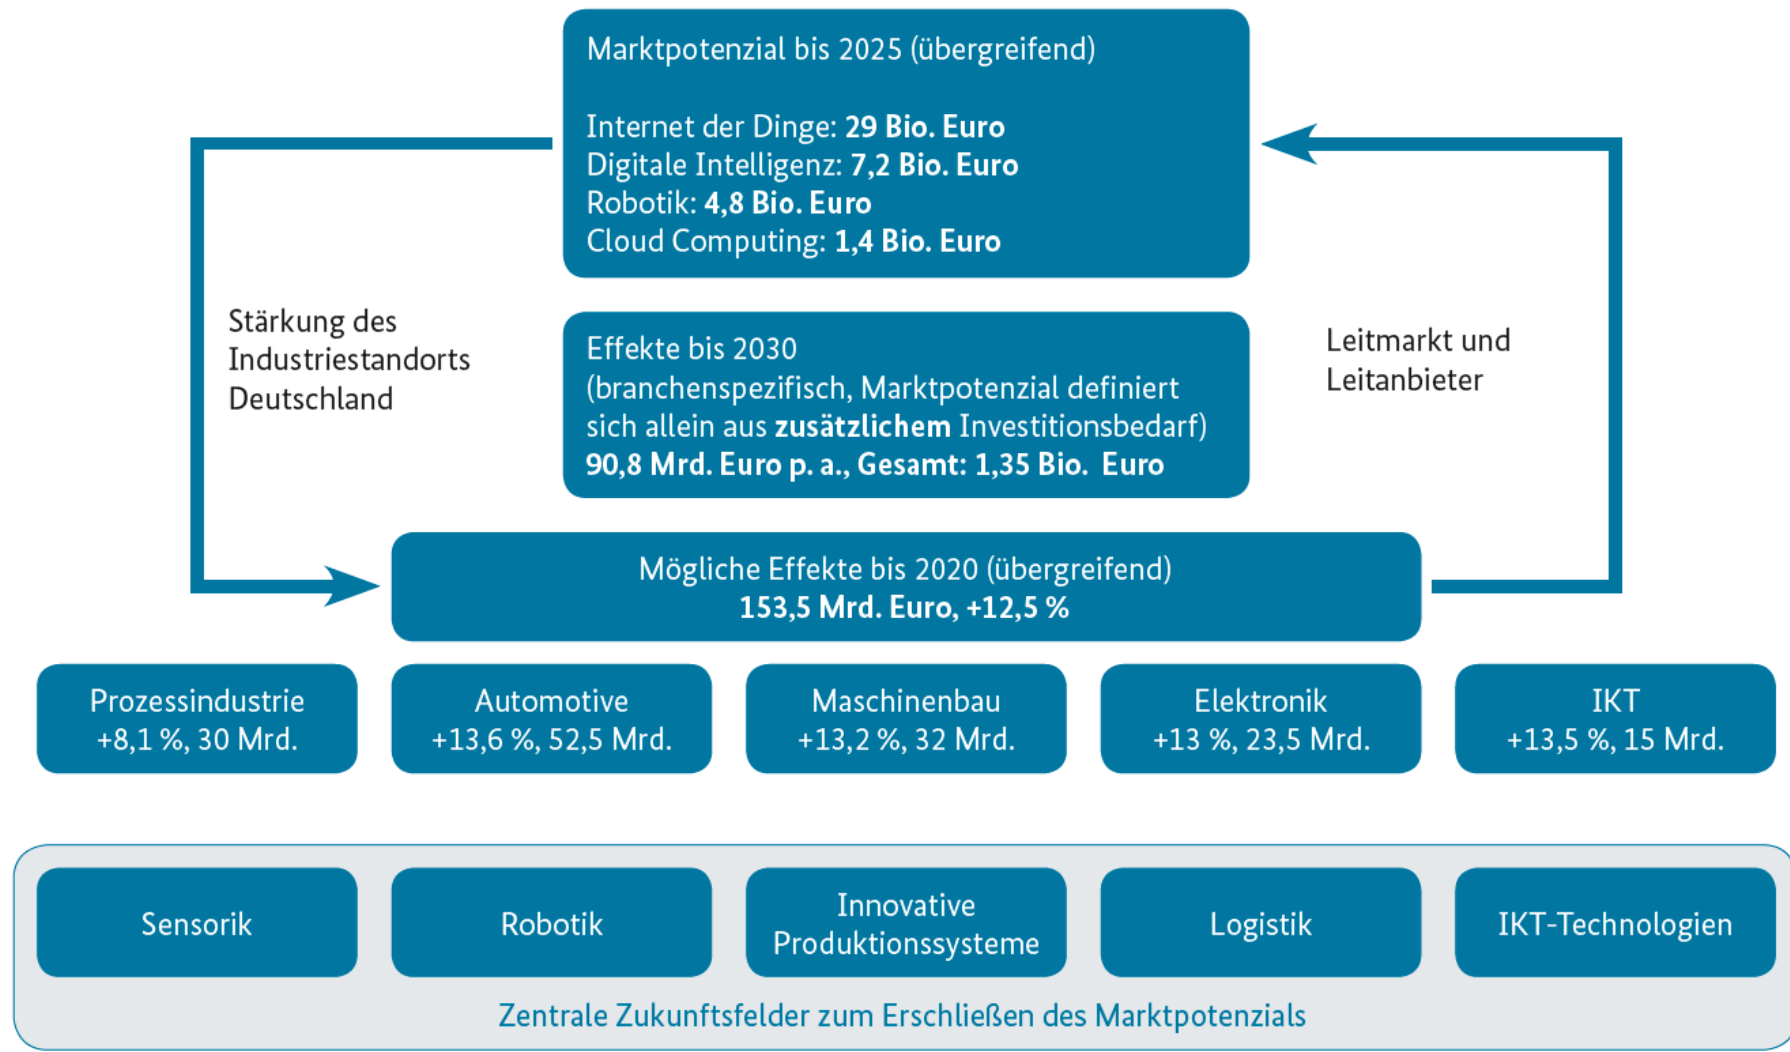 Marktpotenzial bis 2025 (übergreifend)
Internet der Dinge: 29 Bio. Euro
Digitale Intelligenz: 7,2 Bio. Euro
Robotik: 4,8 Bio. Euro
Cloud Computing: 1,4 Bio. Euro
Stärkung des
Industriestandorts
Deutschland
Effekte bis 2030
(branchenspezifisch, Marktpotenzial definiert
sich allein aus zusätzlichem Investitionsbedarf)
90,8 Mrd. Euro p. a., Gesamt: 1,35 Bio. Euro
Leitmarkt und
Leitanbieter
Mögliche Effekte bis 2020 (übergreifend)
153,5 Mrd. Euro, +12,5 %
Prozessindustrie
+8,1 %, 30 Mrd.
Automotive
+13,6 %, 52,5 Mrd.
Maschinenbau
+13,2 %, 32 Mrd.
Elektronik
+13 %, 23,5 Mrd.
IKT
+13,5 %, 15 Mrd.
Sensorik
Robotik
Innovative
Produktionssysteme
Logistik
IKT-Technologien
Zentrale Zukunftsfelder zum Erschließen des Marktpotenzials